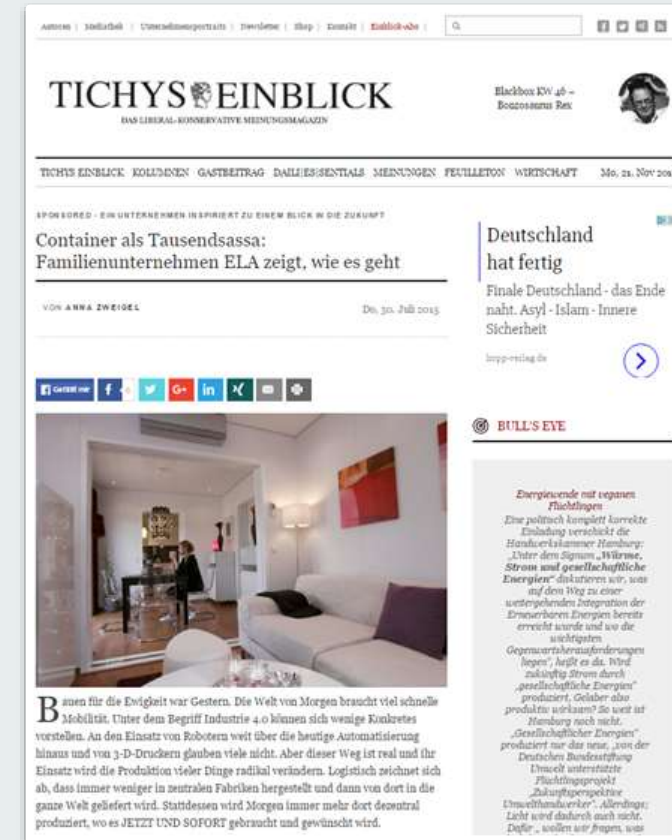 Autoren | Mediathek | Unternehmensportraits | Newsletter | Shop | Kontakt | Einblick-Abo |
TICHYS EINBLICK
DAS LIBERAL-KONSERVATIVE MEINUNGSMAGAZIN
Blackbox KW 46 –
Bonzosaurus Rex
TICHYS EINBLICK KOLUMNEN GASTBEITRAG DAILI|ES|SENTIALS MEINUNGEN FEUILLETON WIRTSCHAFT Mo, 21. Nov
SPONSORED - EIN UNTERNEHMEN INSPIRIERT ZU EINEM BLICK IN DIE ZUKUNFT
Container als Tausendsassa:
Familienunternehmen ELA zeigt, wie es geht
VON ANNA ZWEIGEL
Do, 30. Juli 2015
Gefällt mir
0
G+
in
Deutschland
hat fertig
Finale Deutschland - das Ende
naht. Asyl - Islam - Innere
Sicherheit
kopp-verlag.de
BULL'S EYE
Energiewende mit veganen
Flüchtlingen
Eine politisch komplett korrekte
Einladung verschickt die
Handwerkskammer Hamburg:
„Unter dem Signum „Wärme,
Strom und gesellschaftliche
Energien“ diskutieren wir, was
auf dem Weg zu einer
weitergehenden Integration der
Erneuerbaren Energien bereits
erreicht wurde und wo die
wichtigsten
Gegenwartsherausforderungen
liegen“, heißt es da. Wird
zukünftig Strom durch
„gesellschaftliche Energien“
produziert. Gelaber also
produktiv wirksam? So weit ist
Hamburg noch nicht.
„Gesellschaftlicher Energien“
produziert nur das neue, „von der
Deutschen Bundesstiftung
Umwelt unterstützte
Flüchtlingsprojekt
„Zukunftsperspektive
Umwelthandwerker“. Allerdings:
Licht wird dadurch auch nicht.
Dafür „wollen wir fragen, was
Bauen für die Ewigkeit war Gestern. Die Welt von Morgen braucht viel schnelle
Mobilität. Unter dem Begriff Industrie 4.0 können sich wenige Konkretes
vorstellen. An den Einsatz von Robotern weit über die heutige Automatisierung
hinaus und von 3-D-Druckern glauben viele nicht. Aber dieser Weg ist real und ihr
Einsatz wird die Produktion vieler Dinge radikal verändern. Logistisch zeichnet sich
ab, dass immer weniger in zentralen Fabriken hergestellt und dann von dort in die
ganze Welt geliefert wird. Stattdessen wird Morgen immer mehr dort dezentral
produziert, wo es JETZT UND SOFORT gebraucht und gewünscht wird.